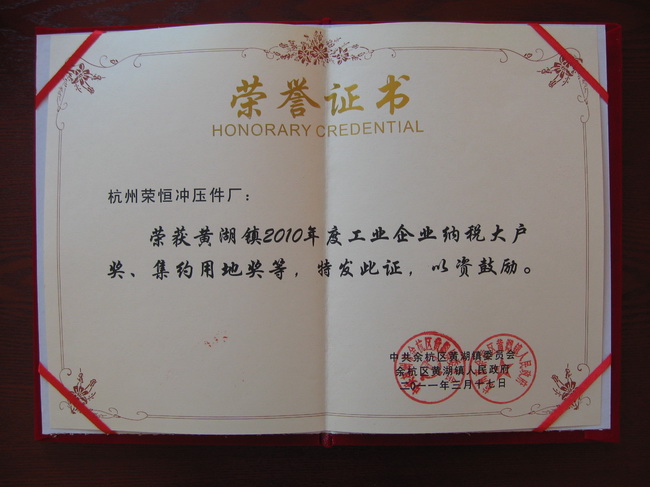 荣誉证书
HONORARY CREDENTIAL
杭州荣恒冲压件厂：
荣获黄湖镇2010年度工业企业纳税大户
奖、集约用地奖等，特发此证，以资鼓励。
中共余杭区黄湖镇委员会
余杭区黄湖镇人民政府
二〇一一年三月十七日